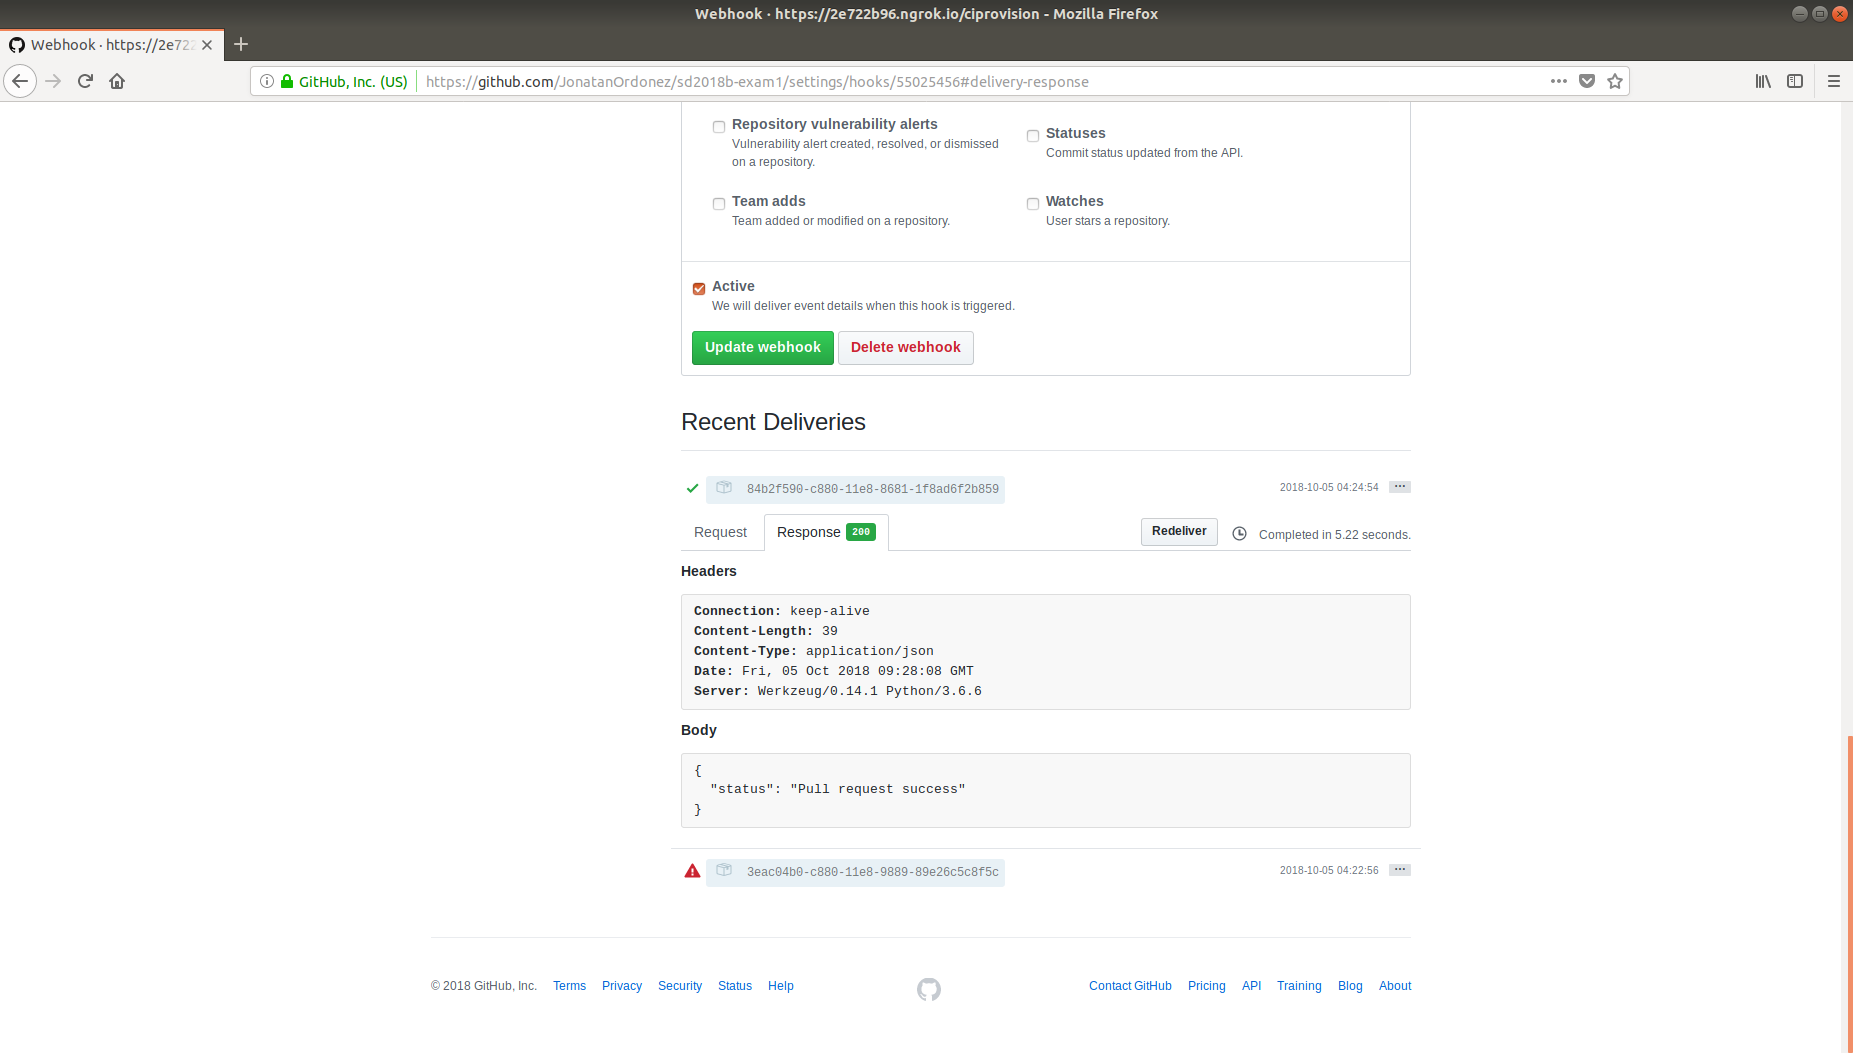 Webhook · https://2e722b96.ngrok.io/ciprovision - Mozilla Firefox
Webhook · https://2e722
GitHub, Inc. (US)
https://github.com/JonatanOrdonez/sd2018b-exam1/settings/hooks/55025456#delivery-response
Repository vulnerability alerts
Vulnerability alert created, resolved, or dismissed
on a repository.
Statuses
Commit status updated from the API.
Team adds
Team added or modified on a repository.
Watches
User stars a repository.
Active
We will deliver event details when this hook is triggered.
Update webhook
Delete webhook
Recent Deliveries
84b2f590-c880-11e8-8681-1f8ad6f2b859
2018-10-05 04:24:54
Request
Response 200
Redeliver
Completed in 5.22 seconds.
Headers
Connection: keep-alive
Content-Length: 39
Content-Type: application/json
Date: Fri, 05 Oct 2018 09:28:08 GMT
Server: Werkzeug/0.14.1 Python/3.6.6
Body
{
"status": "Pull request success"
}
3eac04b0-c880-11e8-9889-89e26c5c8f5c
2018-10-05 04:22:56
© 2018 GitHub, Inc. Terms Privacy Security Status Help
Contact GitHub Pricing API Training Blog About